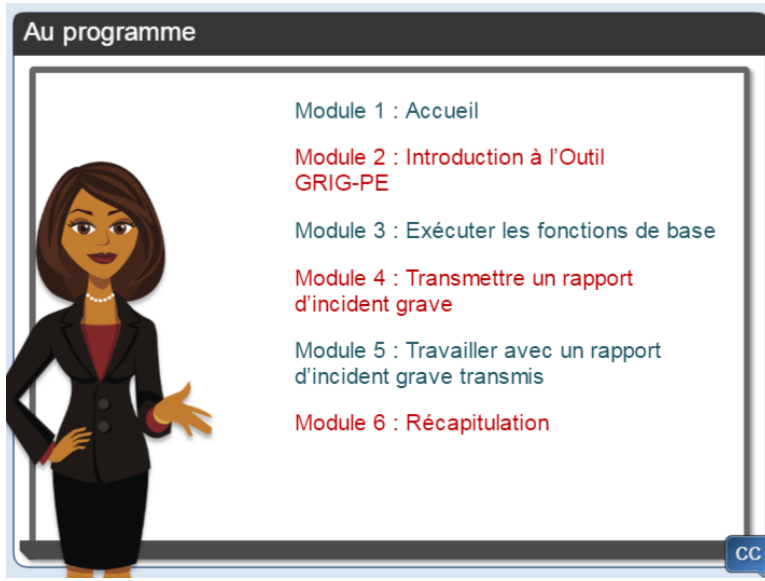 Au programme
Module 1 : Accueil
Module 2 : Introduction à l’Outil
GRIG-PE
Module 3 : Exécuter les fonctions de base
Module 4 : Transmettre un rapport
d’incident grave
Module 5 : Travailler avec un rapport
d’incident grave transmis
Module 6 : Récapitulation
CC